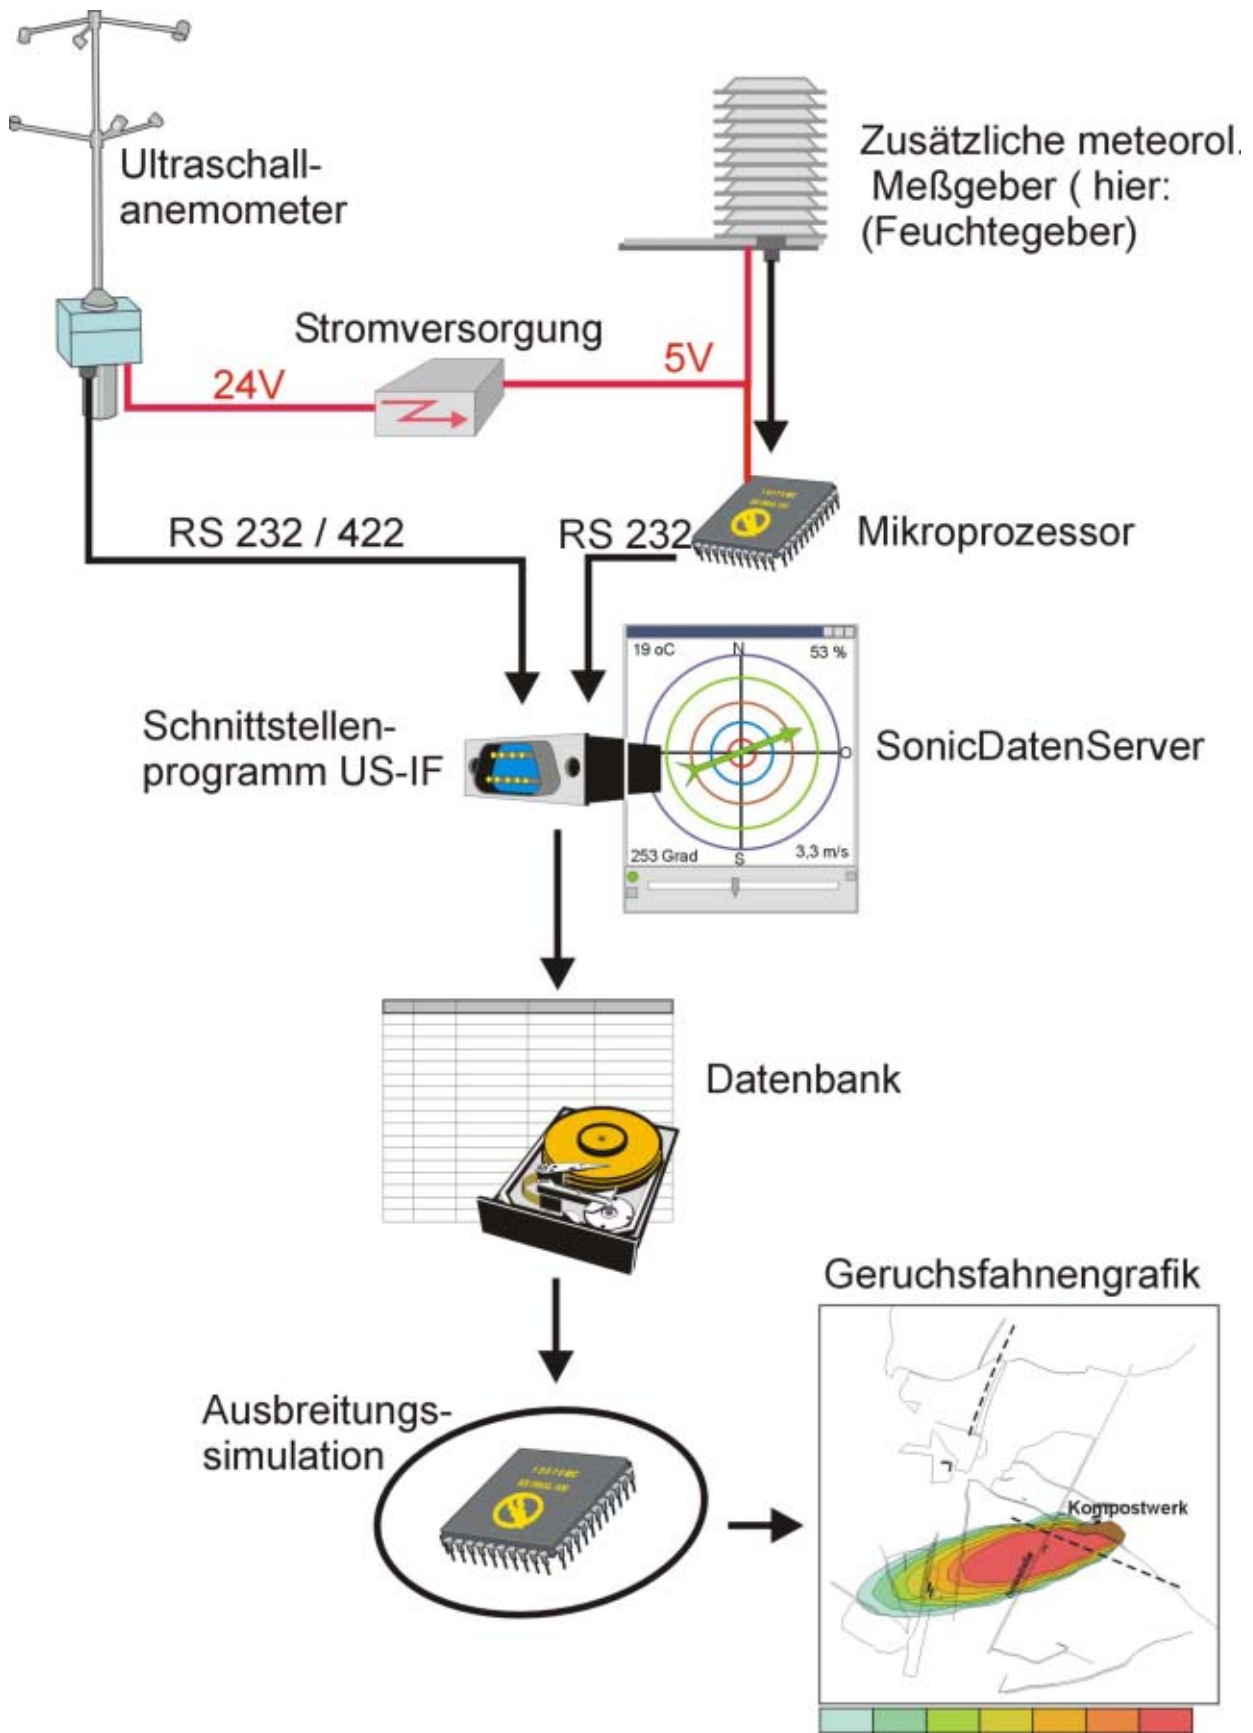 Ultraschall-
anemometer
Zusätzliche meteorol.
Meßgeber ( hier:
(Feuchtegeber)
Stromversorgung
24V
5V
RS 232 / 422
RS 232
Mikroprozessor
19 oC
N
53 %
O
253 Grad
S
3,3 m/s
Schnittstellen-
programm US-IF
SonicDatenServer
Datenbank
Geruchsfahnengrafik
Kompostwerk
Ausbreitungs-
simulation